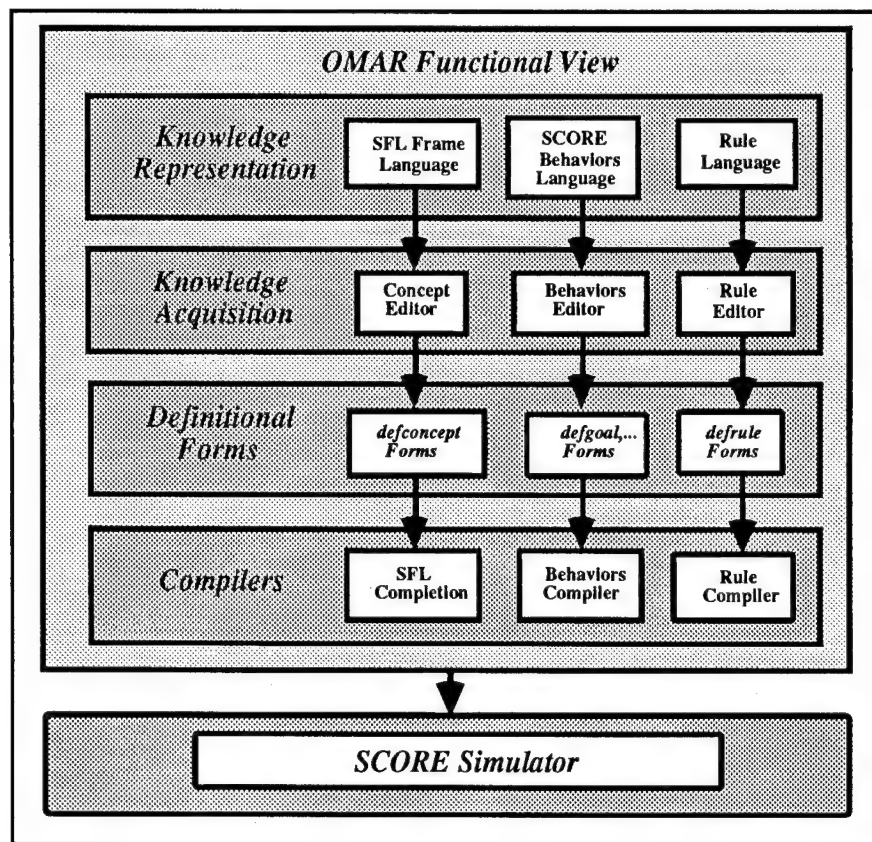 OMAR Functional View
Knowledge
Representation
SFL Frame
Language
SCORE
Behaviors
Language
Rule
Language
Knowledge
Acquisition
Concept
Editor
Behaviors
Editor
Rule
Editor
Definitional
Forms
defconcept
Forms
defgoal,...
Forms
defrule
Forms
Compilers
SFL
Completion
Behaviors
Compiler
Rule
Compiler
SCORE Simulator